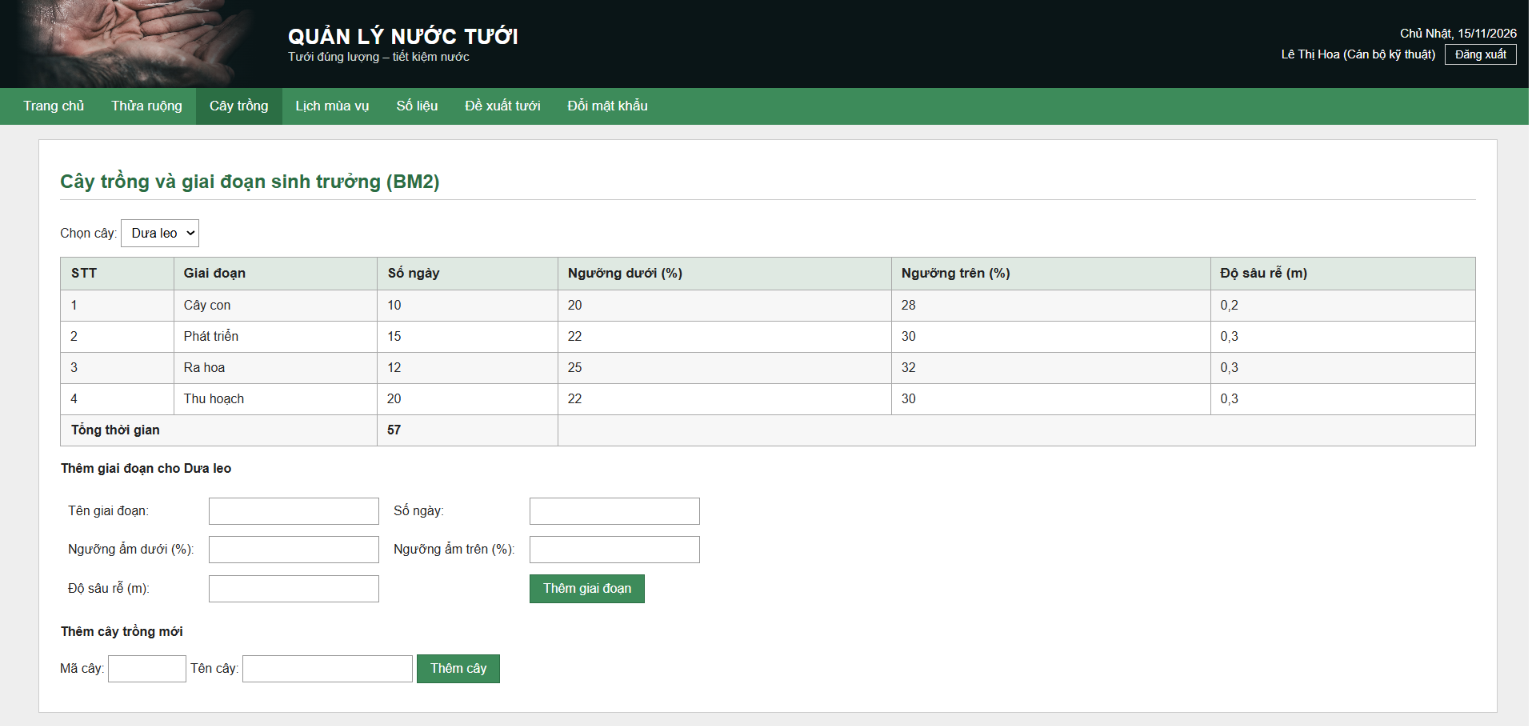 QUẢN LÝ NƯỚC TƯỚI
Tưới đúng lượng – tiết kiệm nước
Chủ Nhật, 15/11/2026
Lê Thị Hoa (Cán bộ kỹ thuật) Đăng xuất
Trang chủ Thửa ruộng Cây trồng Lịch mùa vụ Số liệu Đề xuất tưới Đổi mật khẩu
Cây trồng và giai đoạn sinh trưởng (BM2)
Chọn cây: Dưa leo
STT Giai đoạn Số ngày Ngưỡng dưới (%) Ngưỡng trên (%) Độ sâu rễ (m)
1 Cây con 10 20 28 0,2
2 Phát triển 15 22 30 0,3
3 Ra hoa 12 25 32 0,3
4 Thu hoạch 20 22 30 0,3
Tổng thời gian 57
Thêm giai đoạn cho Dưa leo
Tên giai đoạn: Số ngày:
Ngưỡng ẩm dưới (%): Ngưỡng ẩm trên (%):
Độ sâu rễ (m): Thêm giai đoạn
Thêm cây trồng mới
Mã cây: Tên cây: Thêm cây